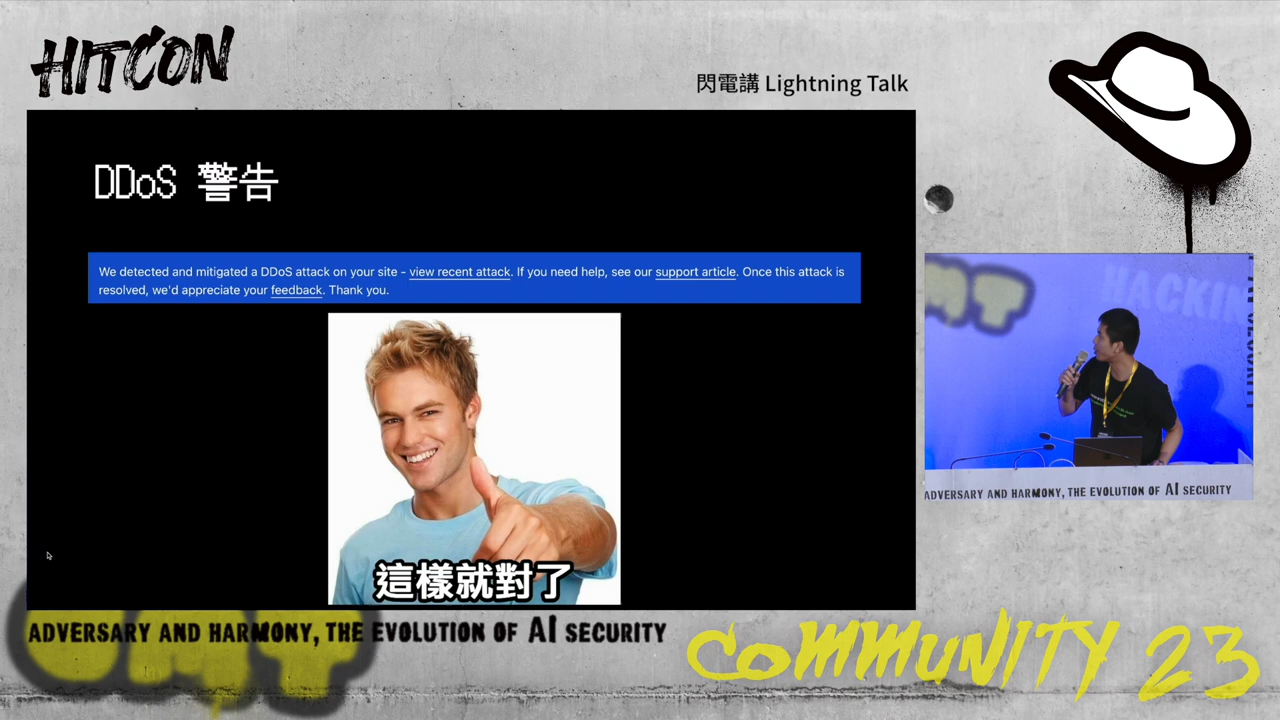 HITCON
閃電講 Lightning Talk
DDoS 警告
We detected and mitigated a DDoS attack on your site - view recent attack. If you need help, see our support article. Once this attack is
resolved, we'd appreciate your feedback. Thank you.
這樣就對了
HACKIN
ADVERSARY AND HARMONY, THE EVOLUTION OF AI SECURITY
ADVERSARY AND HARMONY, THE EVOLUTION OF AI SECURITY
COMMUNITY 23